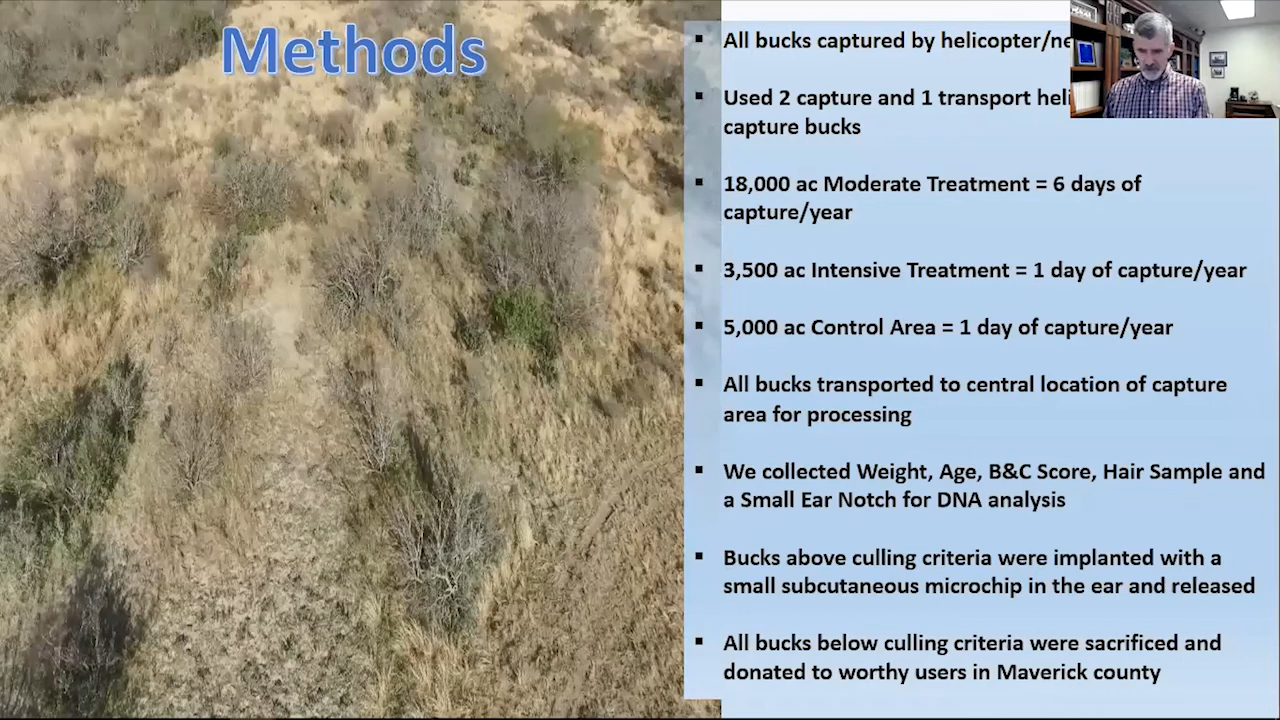 Methods
▪ All bucks captured by helicopter/ne
▪ Used 2 capture and 1 transport heli
capture bucks
▪ 18,000 ac Moderate Treatment = 6 days of
capture/year
▪ 3,500 ac Intensive Treatment = 1 day of capture/year
▪ 5,000 ac Control Area = 1 day of capture/year
▪ All bucks transported to central location of capture
area for processing
▪ We collected Weight, Age, B&C Score, Hair Sample and
a Small Ear Notch for DNA analysis
▪ Bucks above culling criteria were implanted with a
small subcutaneous microchip in the ear and released
▪ All bucks below culling criteria were sacrificed and
donated to worthy users in Maverick county